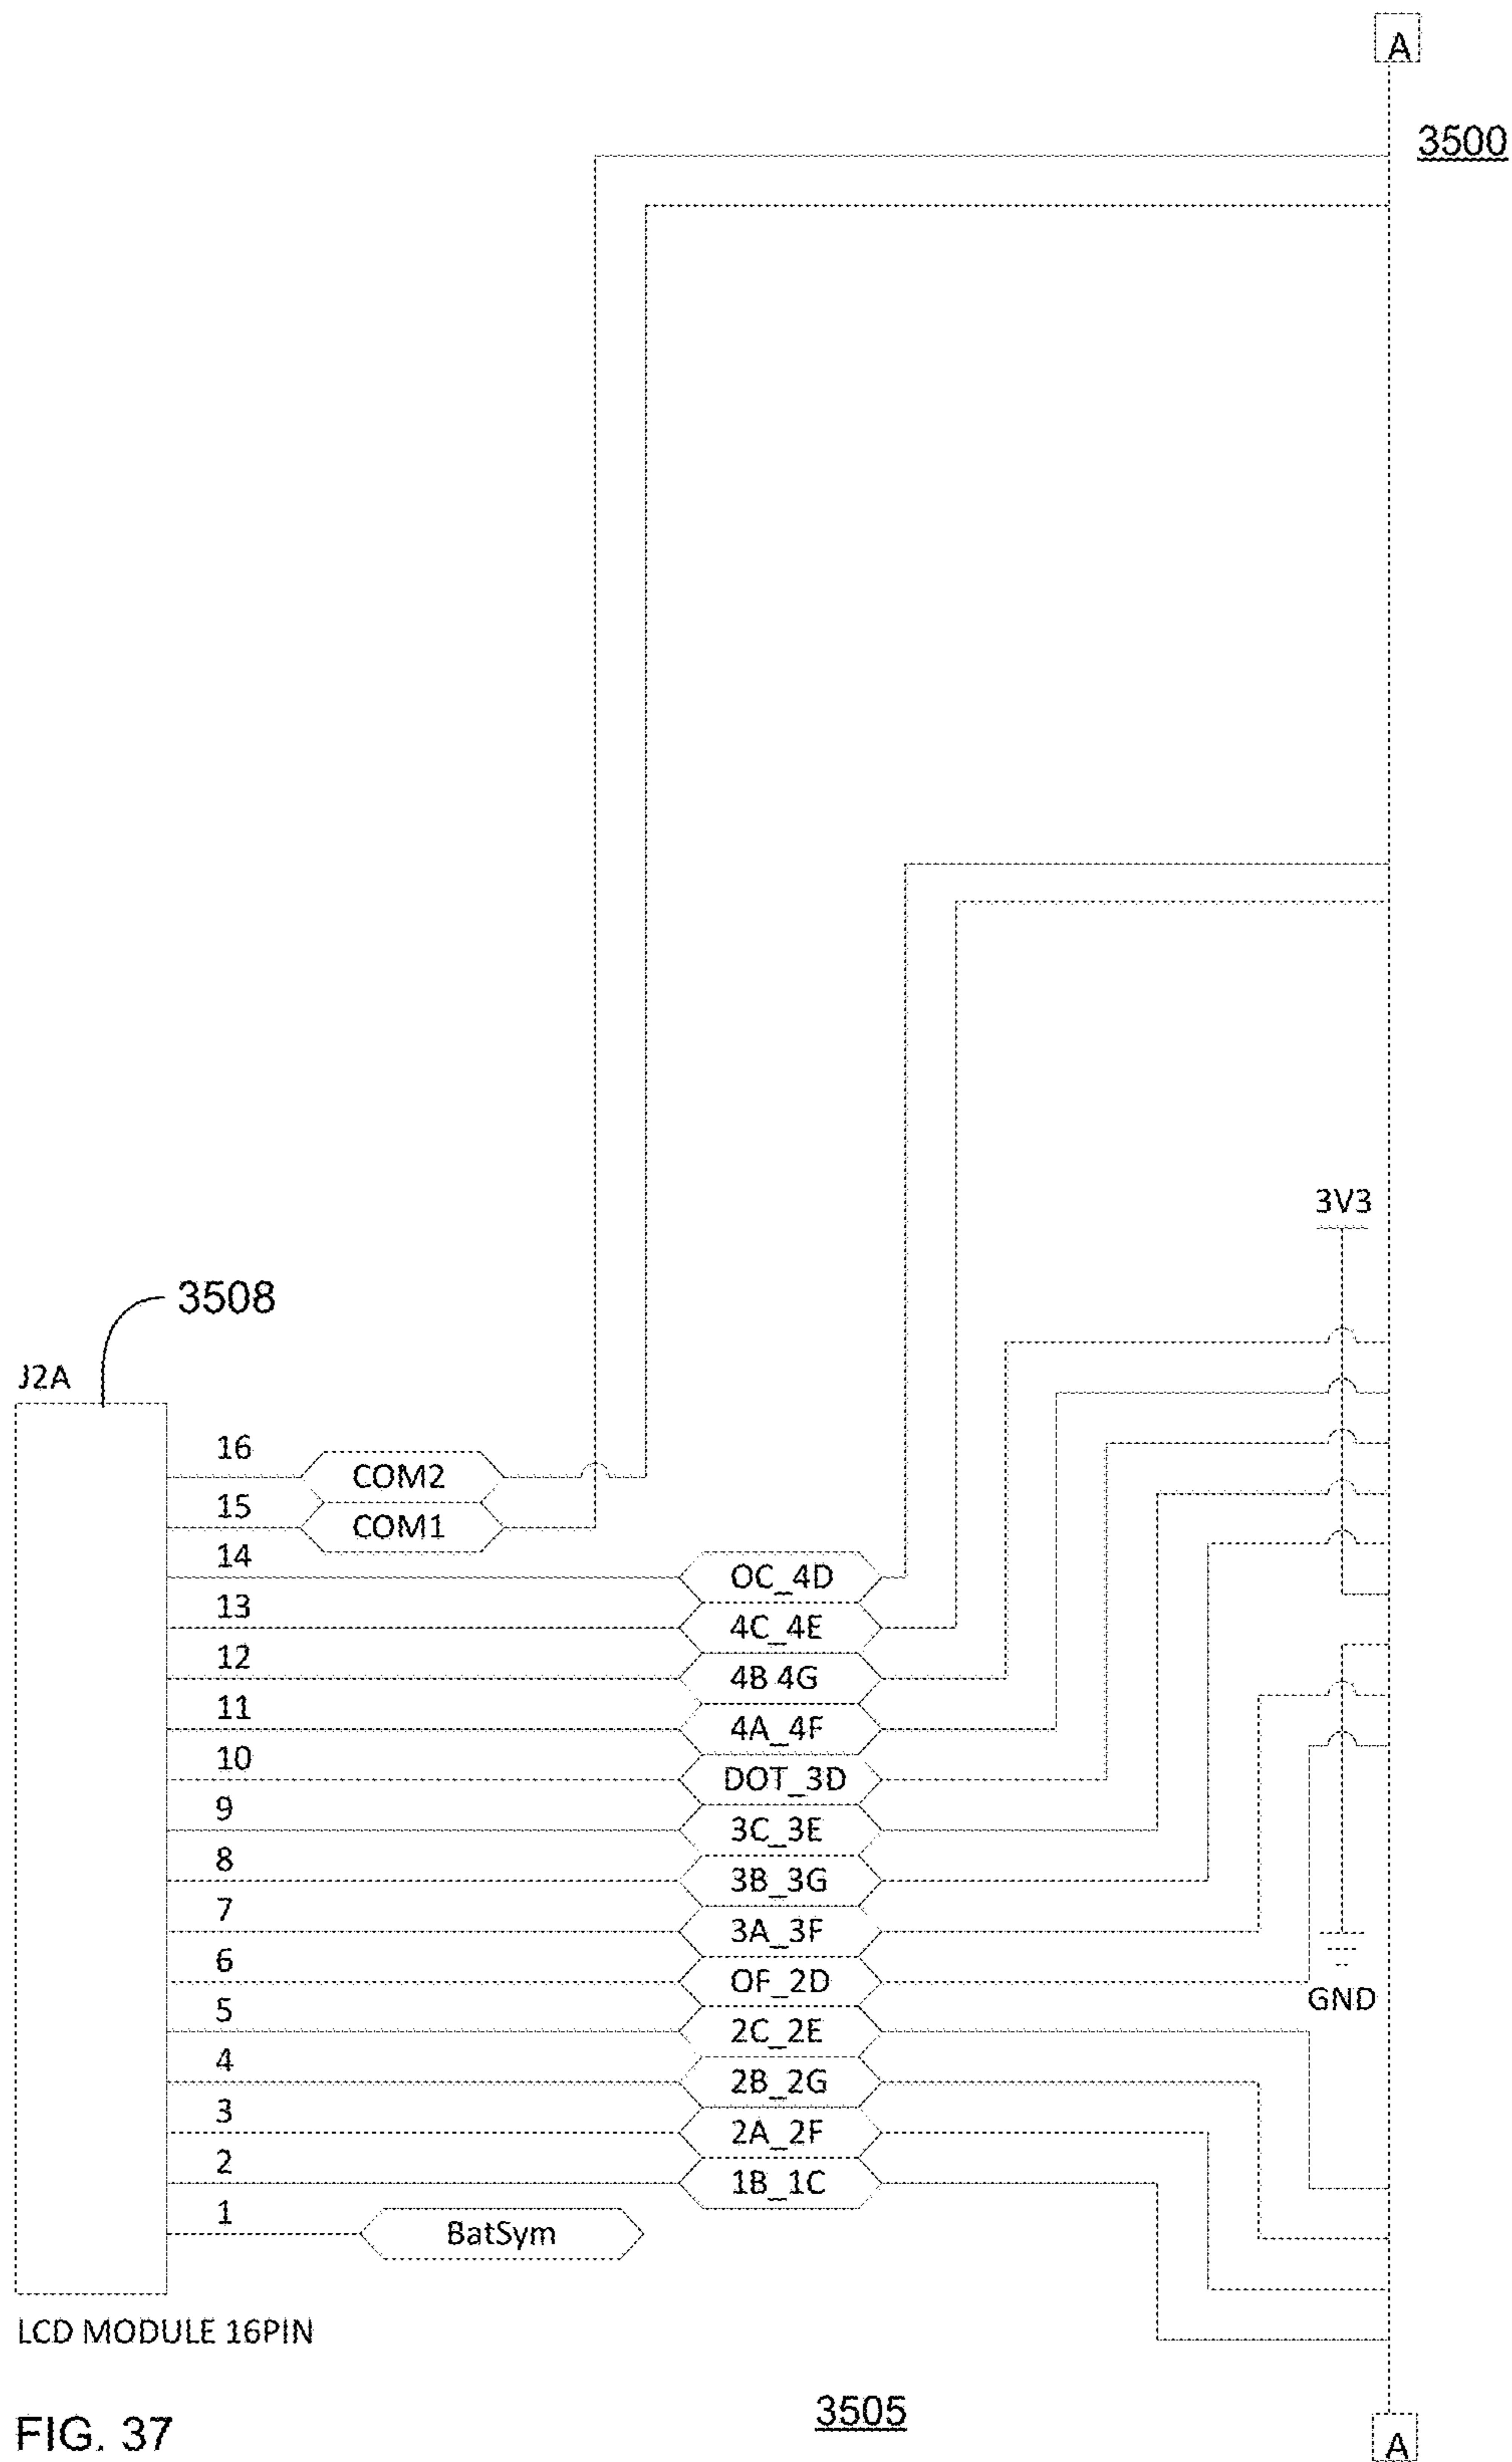 A
3500
3V3
3508
J2A
16 COM2
15 COM1
14 OC_4D
13 4C_4E
12 4B 4G
11 4A_4F
10 DOT_3D
9 3C_3E
8 3B_3G
7 3A_3F
6 OF_2D
GND
5 2C_2E
4 2B_2G
3 2A_2F
2 1B_1C
1 BatSym
LCD MODULE 16PIN
3505
FIG. 37
A